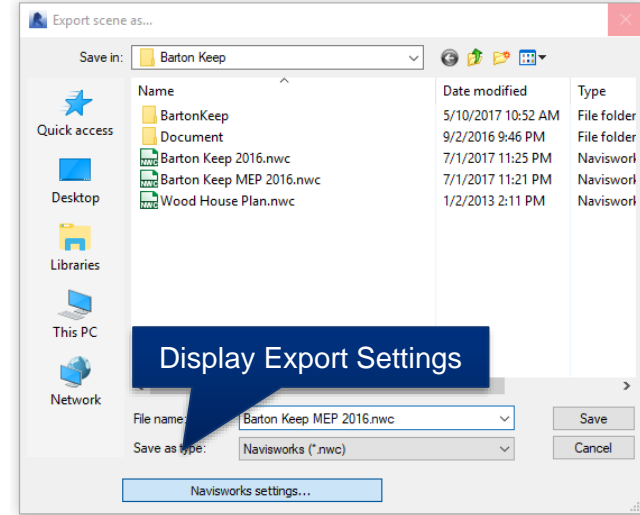 Export scene as...
Save in: Barton Keep
Name Date modified Type
BartonKeep 5/10/2017 10:52 AM File folder
Document 9/2/2016 9:46 PM File folder
Barton Keep 2016.nwc 7/1/2017 11:25 PM Naviswork
Barton Keep MEP 2016.nwc 7/1/2017 11:21 PM Naviswork
Wood House Plan.nwc 1/2/2013 2:11 PM Naviswork
Quick access
Desktop
Libraries
This PC
Network
Display Export Settings
File name: Barton Keep MEP 2016.nwc Save
Save as type: Navisworks (*.nwc) Cancel
Navisworks settings...